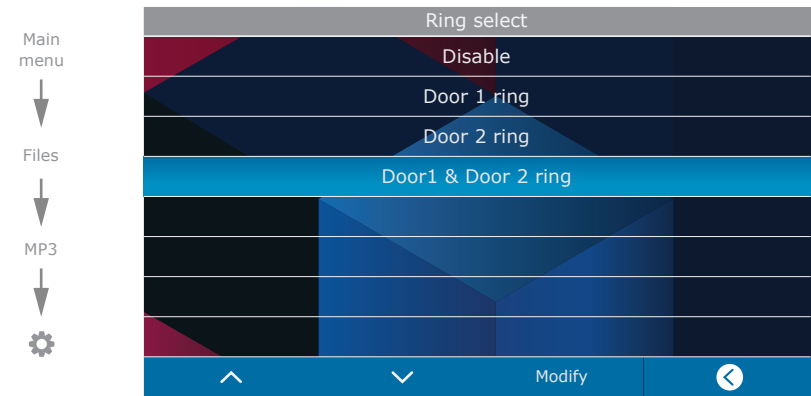 Main
menu
Files
MP3
Ring select
Disable
Door 1 ring
Door 2 ring
Door1 & Door 2 ring
Modify